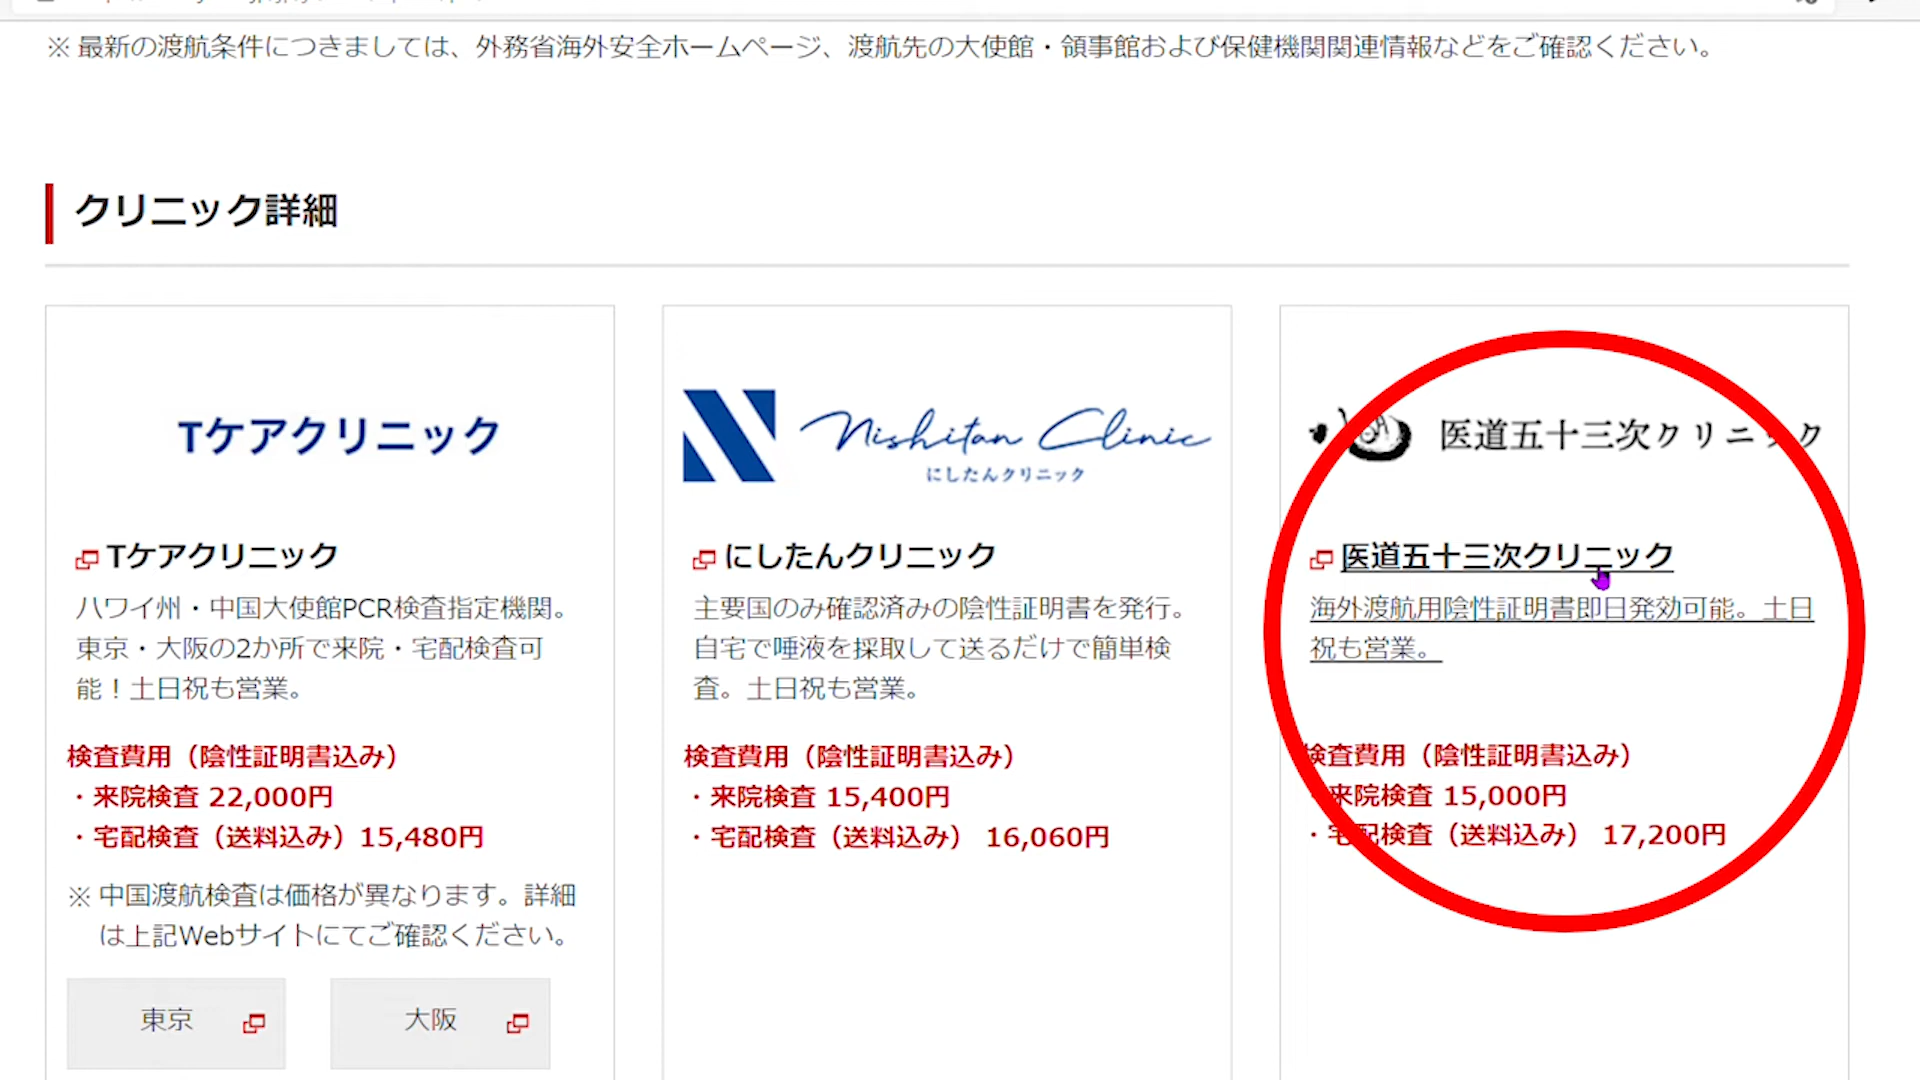 ※ 最新の渡航条件につきましては、外務省海外安全ホームページ、渡航先の大使館・領事館および保健機関関連情報などをご確認ください。
クリニック詳細
Tケアクリニック
Tケアクリニック
ハワイ州・中国大使館PCR検査指定機関。
東京・大阪の2か所で来院・宅配検査可
能！土日祝も営業。
検査費用（陰性証明書込み）
・来院検査 22,000円
・宅配検査（送料込み）15,480円
※ 中国渡航検査は価格が異なります。詳細
は上記Webサイトにてご確認ください。
東京
大阪
Nishitan Clinic
にしたんクリニック
にしたんクリニック
主要国のみ確認済みの陰性証明書を発行。
自宅で唾液を採取して送るだけで簡単検
査。土日祝も営業。
検査費用（陰性証明書込み）
・来院検査 15,400円
・宅配検査（送料込み） 16,060円
医道五十三次クリニック
医道五十三次クリニック
海外渡航用陰性証明書即日発効可能。土日
祝も営業。
検査費用（陰性証明書込み）
・来院検査 15,000円
・宅配検査（送料込み） 17,200円